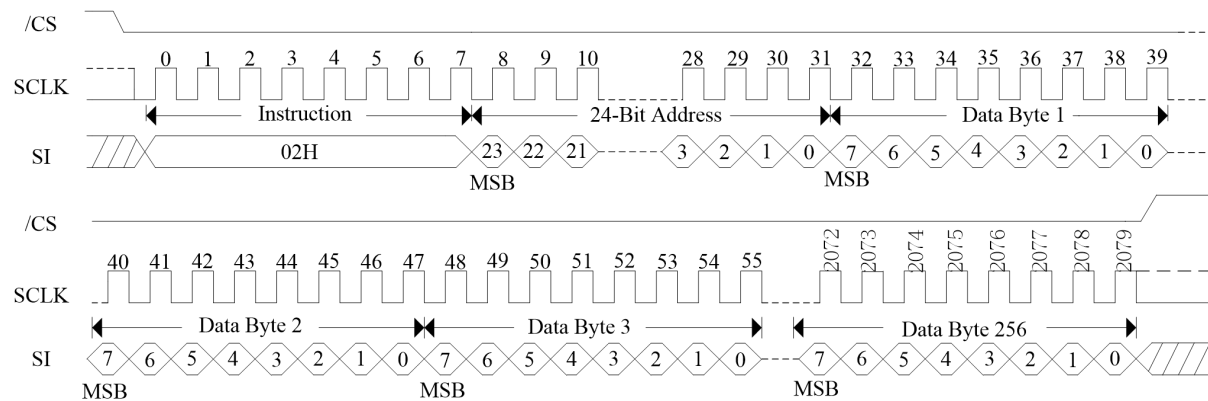 /CS
0 1 2 3 4 5 6 7 8 9 10 28 29 30 31 32 33 34 35 36 37 38 39
SCLK
Instruction 24-Bit Address Data Byte 1
SI 02H 23 22 21 3 2 1 0 7 6 5 4 3 2 1 0
MSB MSB
/CS
40 41 42 43 44 45 46 47 48 49 50 51 52 53 54 55 2072 2073 2074 2075 2076 2077 2078 2079
SCLK
Data Byte 2 Data Byte 3 Data Byte 256
SI 7 6 5 4 3 2 1 0 7 6 5 4 3 2 1 0 7 6 5 4 3 2 1 0
MSB MSB MSB